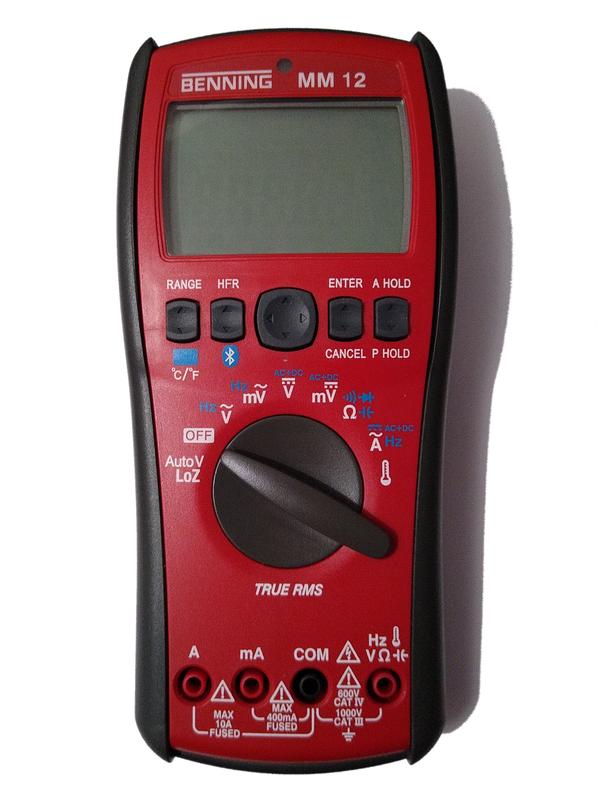 BENNING MM 12
RANGE HFR ENTER A HOLD
°C/°F CANCEL P HOLD
Hz V
Hz mV
AC+DC V
AC+DC mV
Ω
AC+DC
A Hz
OFF
Auto V
LoZ
TRUE RMS
A mA COM Hz
V Ω
MAX
10A
FUSED
MAX
400mA
FUSED
600V
CAT IV
1000V
CAT III